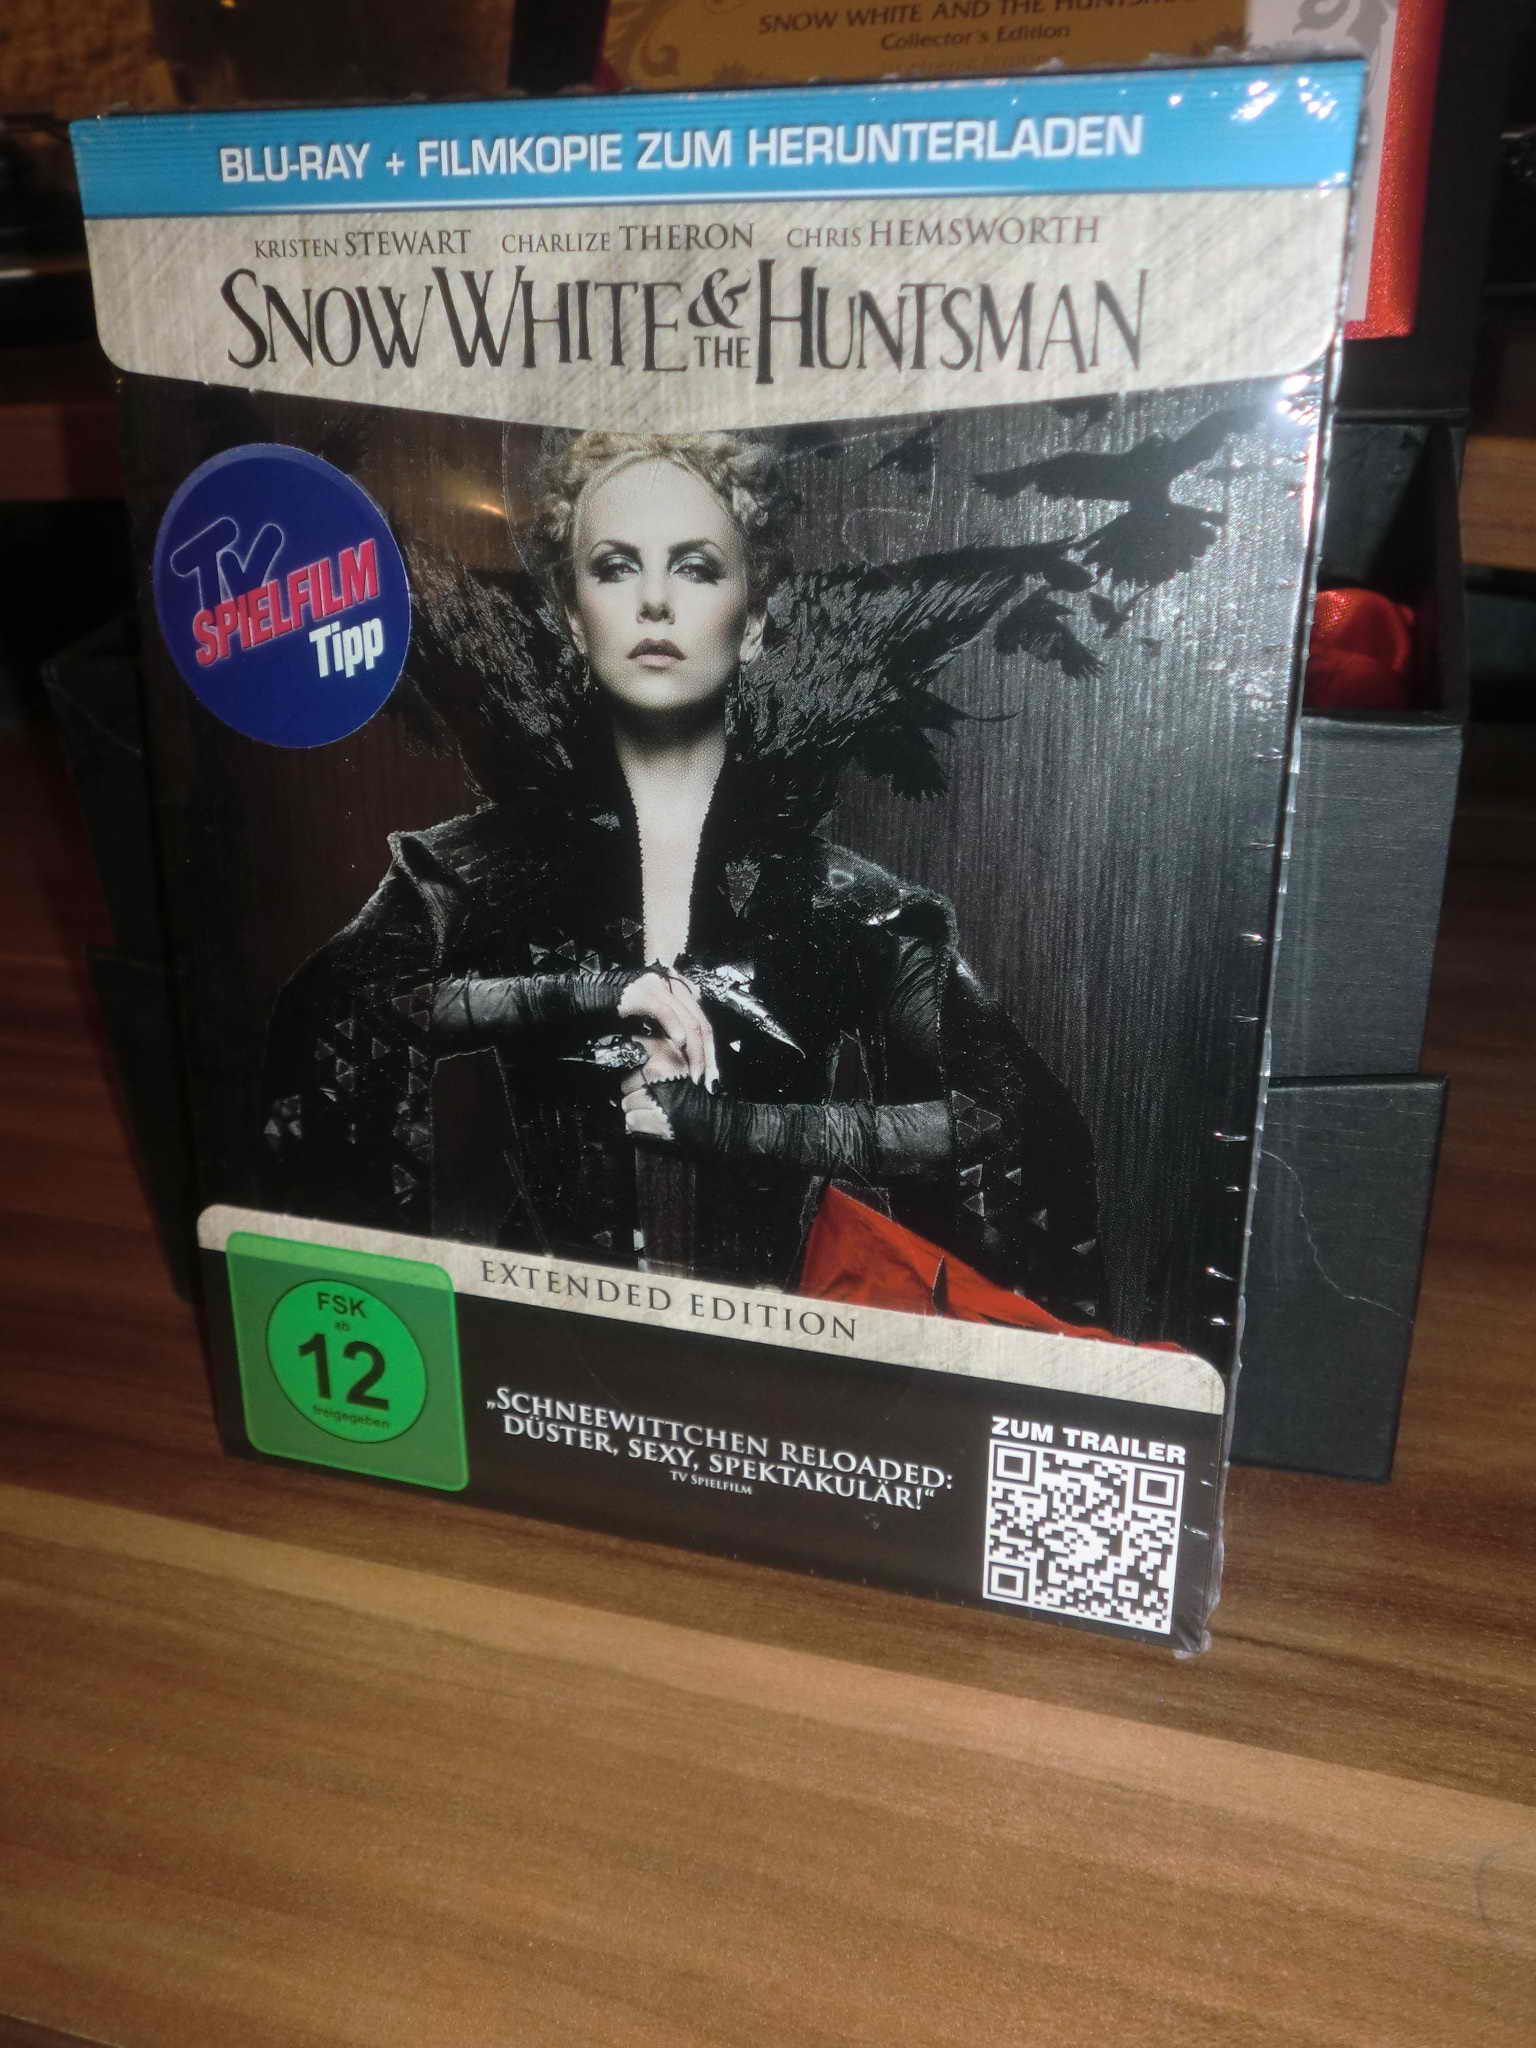 SNOW WHITE AND THE HUNTSMAN
Collector's Edition
BLU-RAY + FILMKOPIE ZUM HERUNTERLADEN
KRISTEN STEWART CHARLIZE THERON CHRIS HEMSWORTH
SNOW WHITE & THE HUNTSMAN
TV
SPIELFILM
Tipp
EXTENDED EDITION
FSK
ab
12
freigegeben
„SCHNEEWITTCHEN RELOADED:
DÜSTER, SEXY, SPEKTAKULÄR!“
TV SPIELFILM
ZUM TRAILER